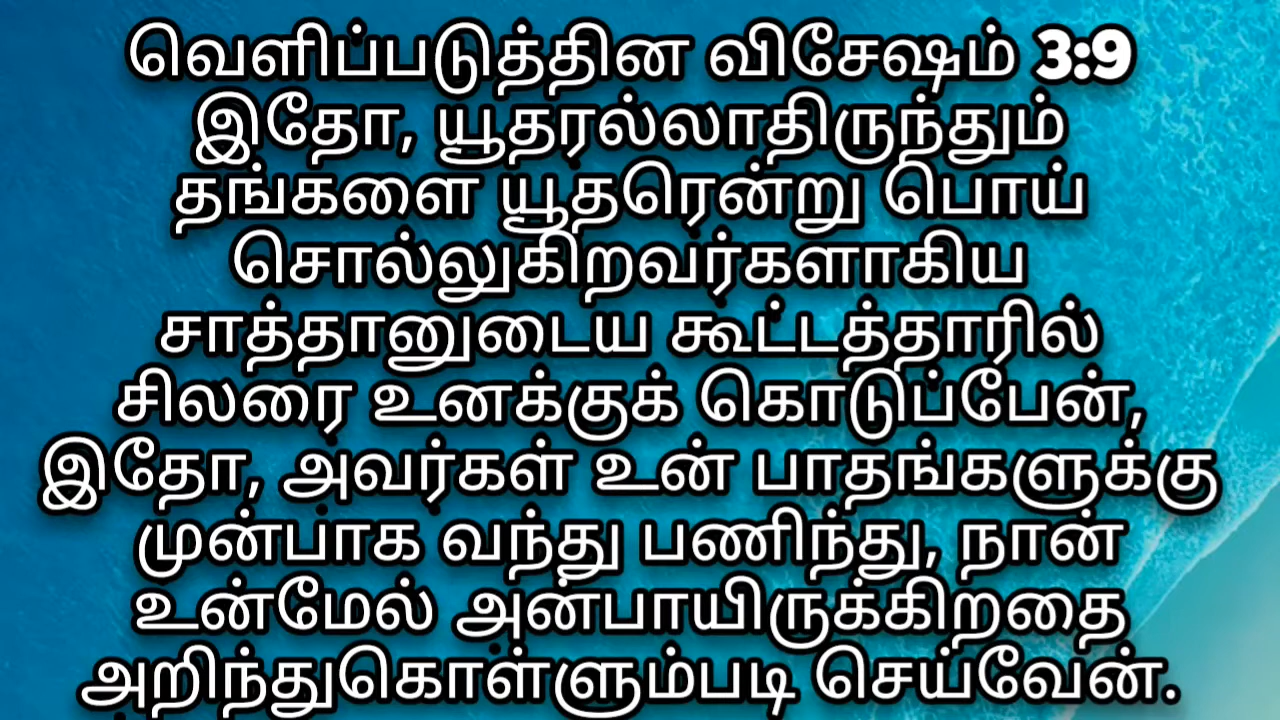 வெளிப்படுத்தின விசேஷம் 3:9
இதோ, யூதரல்லாதிருந்தும்
தங்களை யூதரென்று பொய்
சொல்லுகிறவர்களாகிய
சாத்தானுடைய கூட்டத்தாரில்
சிலரை உனக்குக் கொடுப்பேன்,
இதோ, அவர்கள் உன் பாதங்களுக்கு
முன்பாக வந்து பணிந்து, நான்
உன்மேல் அன்பாயிருக்கிறதை
அறிந்துகொள்ளும்படி செய்வேன்.